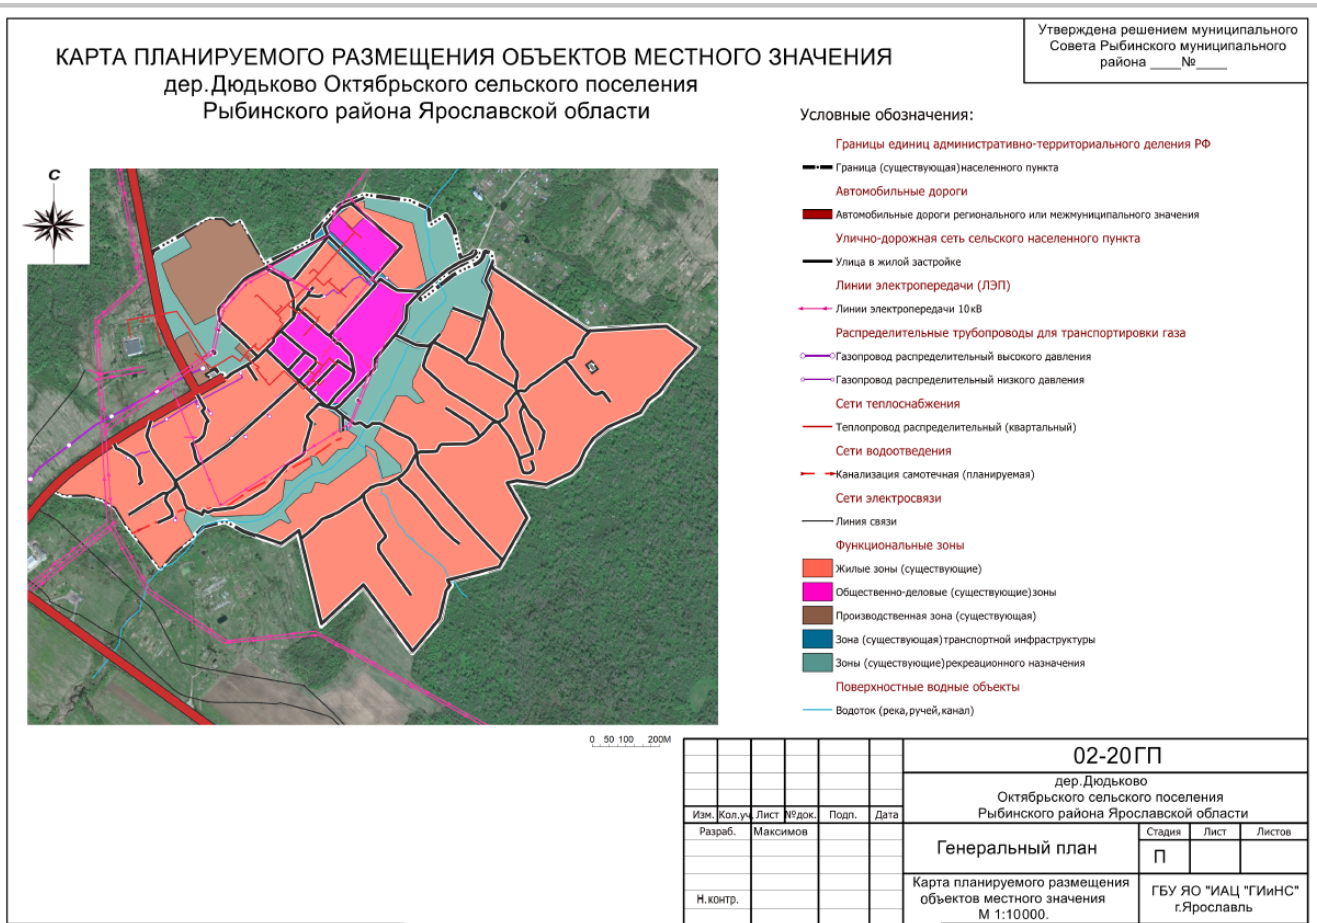 Утверждена решением муниципального
Совета Рыбинского муниципального
района ____№____
КАРТА ПЛАНИРУЕМОГО РАЗМЕЩЕНИЯ ОБЪЕКТОВ МЕСТНОГО ЗНАЧЕНИЯ
дер.Дюдьково Октябрьского сельского поселения
Рыбинского района Ярославской области
С
Условные обозначения:
Границы единиц административно-территориального деления РФ
Граница (существующая)населенного пункта
Автомобильные дороги
Автомобильные дороги регионального или межмуниципального значения
Улично-дорожная сеть сельского населенного пункта
Улица в жилой застройке
Линии электропередачи (ЛЭП)
Линии электропередачи 10кВ
Распределительные трубопроводы для транспортировки газа
Газопровод распределительный высокого давления
Газопровод распределительный низкого давления
Сети теплоснабжения
Теплопровод распределительный (квартальный)
Сети водоотведения
Канализация самотечная (планируемая)
Сети электросвязи
Линия связи
Функциональные зоны
Жилые зоны (существующие)
Общественно-деловые (существующие)зоны
Производственная зона (существующая)
Зона (существующая)транспортной инфраструктуры
Зоны (существующие)рекреационного назначения
Поверхностные водные объекты
Водоток (река,ручей,канал)
0 50 100 200М
02-20ГП
дер.Дюдьково
Октябрьского сельского поселения
Рыбинского района Ярославской области
Изм. Кол.уч Лист №док. Подп. Дата
Разраб. Максимов
Генеральный план
Стадия Лист Листов
П
Н.контр.
Карта планируемого размещения
объектов местного значения
М 1:10000.
ГБУ ЯО "ИАЦ "ГИиНС"
г.Ярославль